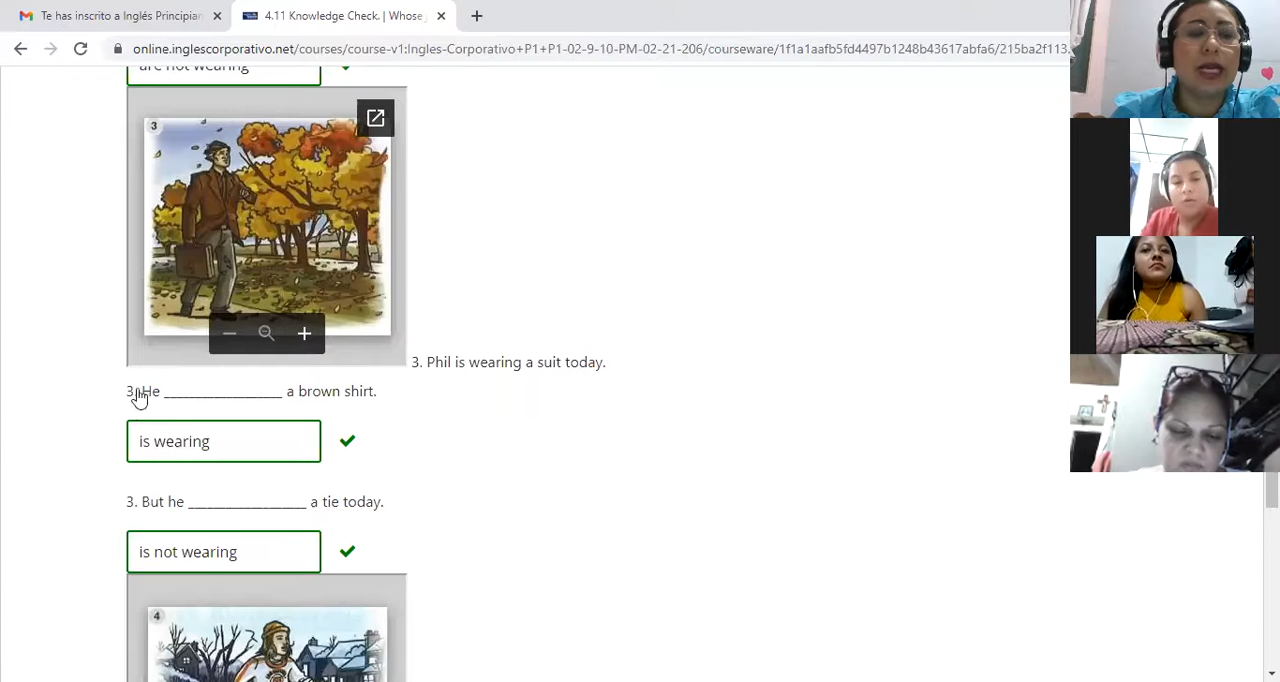 Te has inscrito a Inglés Principian
4.11 Knowledge Check. | Whose
online.inglescorporativo.net/courses/course-v1:Ingles-Corporativo+P1+P1-02-9-10-PM-02-21-206/courseware/1f1a1aafb5fd4497b1248b43617abfa6/215ba2f113
are not wearing
3
3. Phil is wearing a suit today.
3. He __________________ a brown shirt.
is wearing
3. But he __________________ a tie today.
is not wearing
4